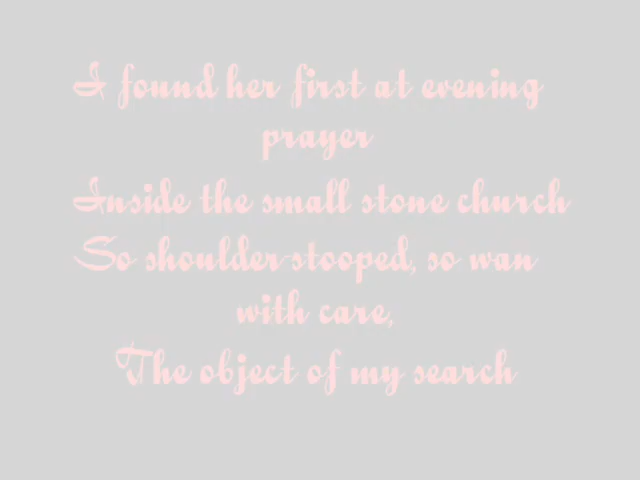 I found her first at evening
prayer
Inside the small stone church
So shoulder-stooped, so wan
with care,
The object of my search